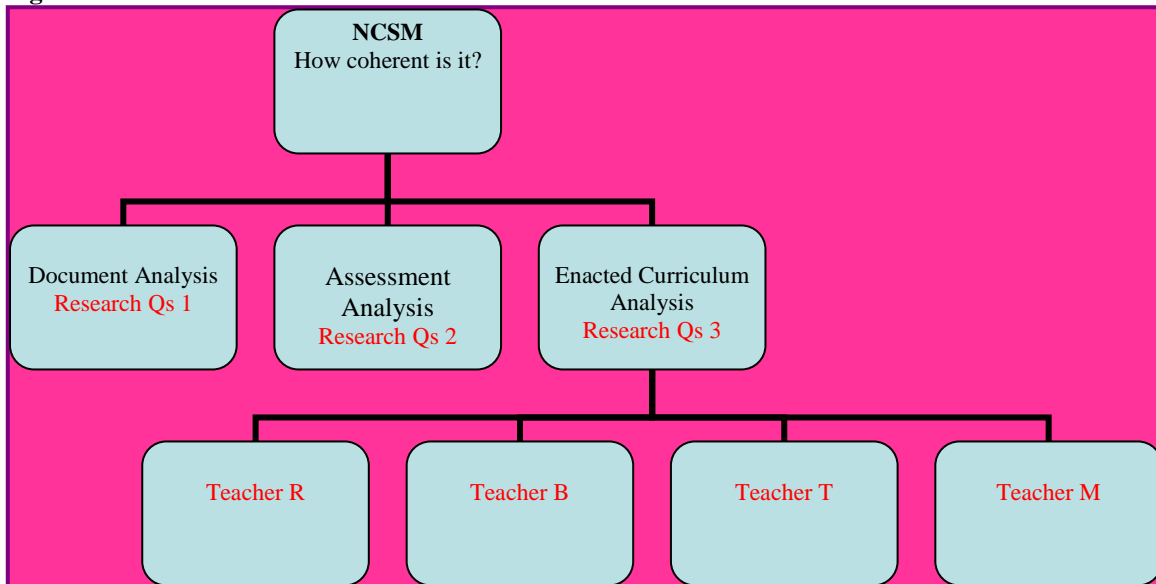 NCSM
How coherent is it?
Document Analysis
Research Qs 1
Assessment
Analysis
Research Qs 2
Enacted Curriculum
Analysis
Research Qs 3
Teacher R
Teacher B
Teacher T
Teacher M